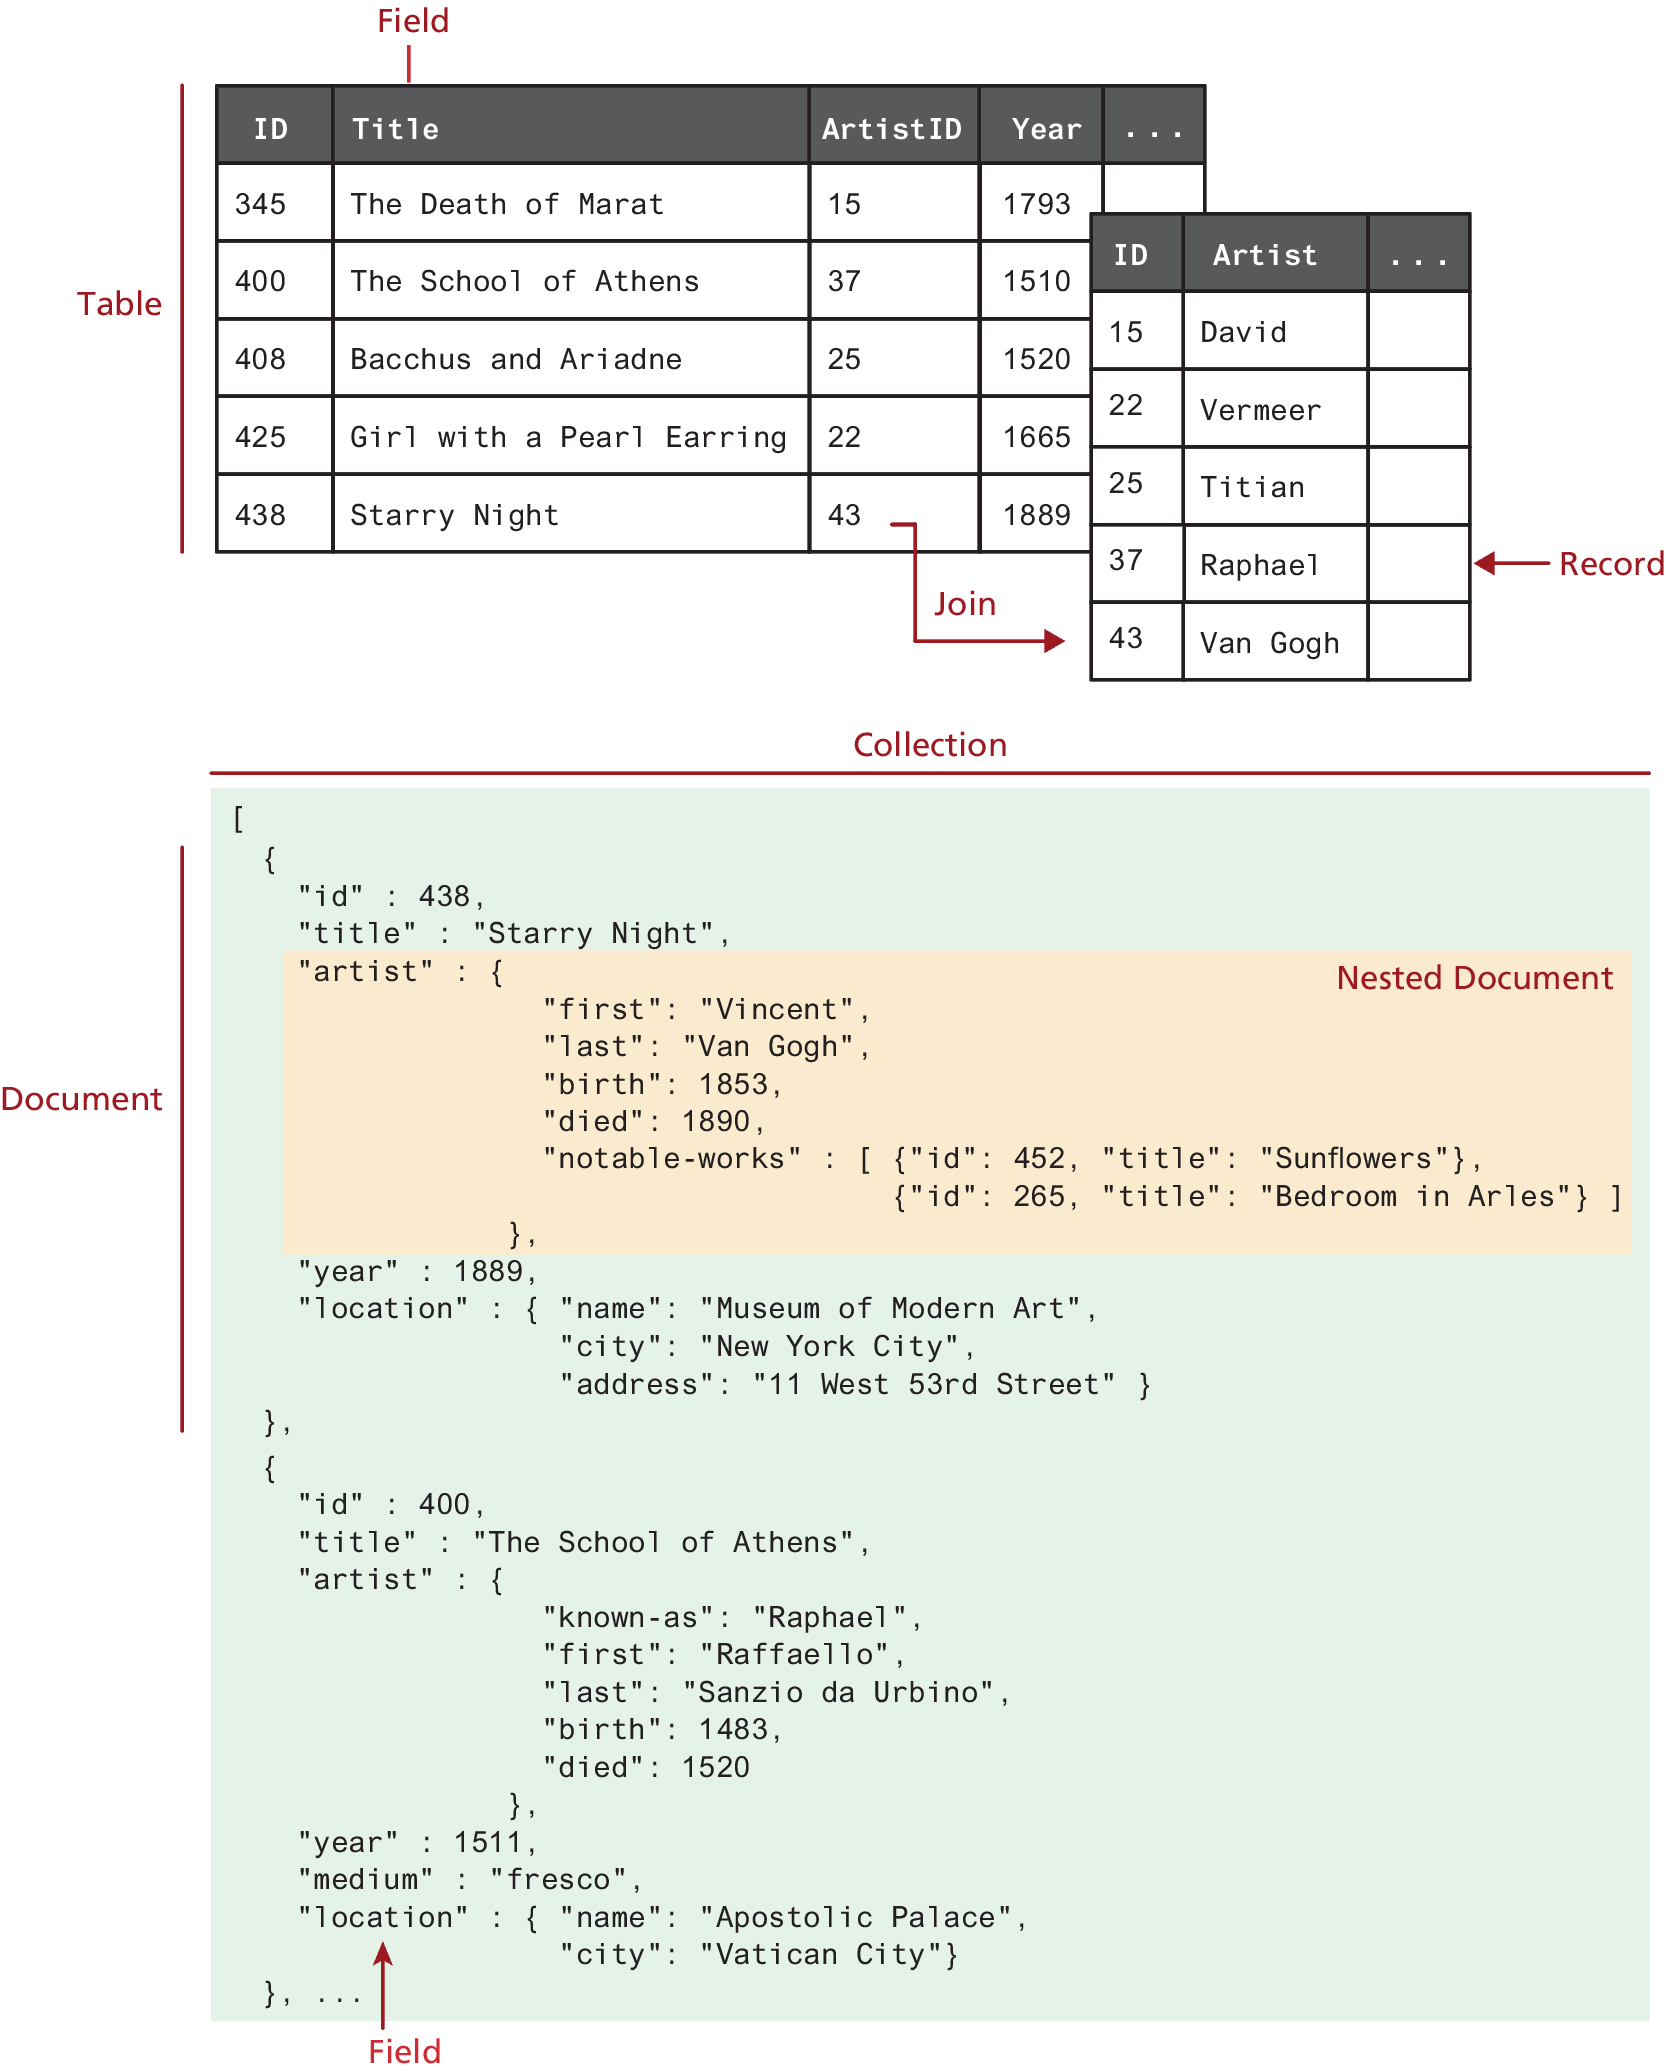 Field
ID Title ArtistID Year ...
345 The Death of Marat 15 1793
400 The School of Athens 37 1510
408 Bacchus and Ariadne 25 1520
425 Girl with a Pearl Earring 22 1665
438 Starry Night 43 1889
Table
ID Artist ...
15 David
22 Vermeer
25 Titian
37 Raphael
43 Van Gogh
Record
Join
Collection
[
{
"id" : 438,
"title" : "Starry Night",
"artist" : {
Nested Document
"first": "Vincent",
"last": "Van Gogh",
"birth": 1853,
"died": 1890,
"notable-works" : [ {"id": 452, "title": "Sunflowers"},
{"id": 265, "title": "Bedroom in Arles"} ]
},
"year" : 1889,
"location" : { "name": "Museum of Modern Art",
"city": "New York City",
"address": "11 West 53rd Street" }
},
Document
{
"id" : 400,
"title" : "The School of Athens",
"artist" : {
"known-as": "Raphael",
"first": "Raffaello",
"last": "Sanzio da Urbino",
"birth": 1483,
"died": 1520
},
"year" : 1511,
"medium" : "fresco",
"location" : { "name": "Apostolic Palace",
"city": "Vatican City"}
}, ...
Field